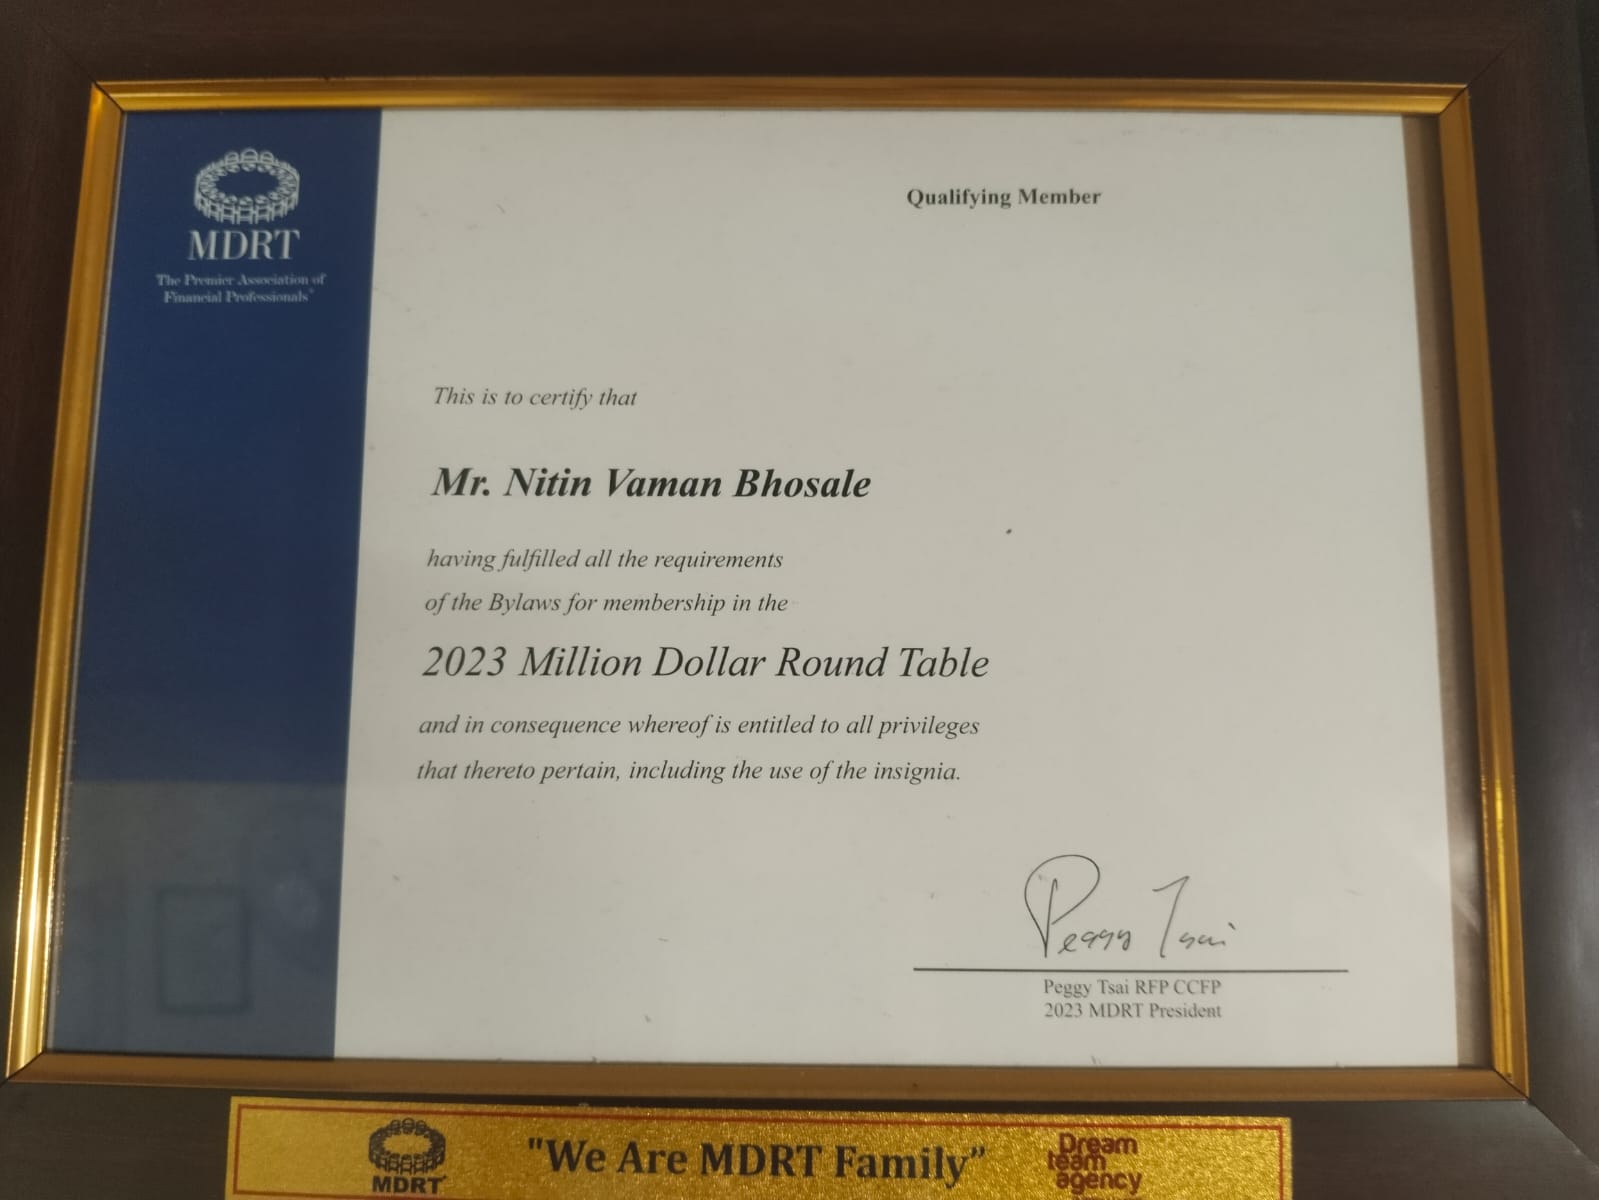 MDRT
The Premier Association of
Financial Professionals®
Qualifying Member
This is to certify that
Mr. Nitin Vaman Bhosale
having fulfilled all the requirements
of the Bylaws for membership in the
2023 Million Dollar Round Table
and in consequence whereof is entitled to all privileges
that thereto pertain, including the use of the insignia.
Peggy Tsai
Peggy Tsai RFP CCFP
2023 MDRT President
MDRT
"We Are MDRT Family”
Dream
team
agency